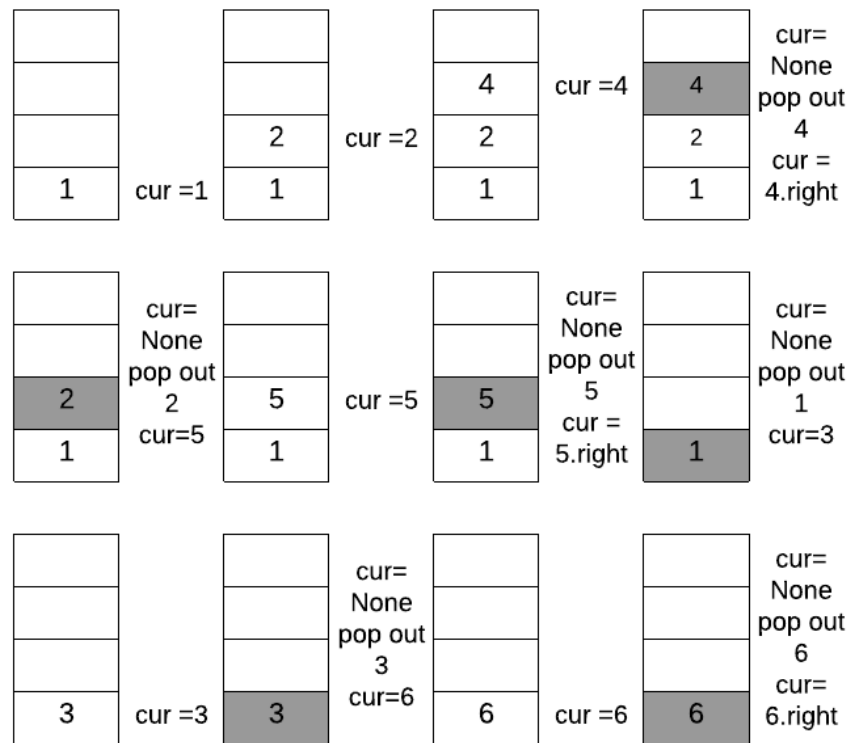 1
cur =1
2
1
cur =2
4
2
1
cur =4
4
2
1
cur=
None
pop out
4
cur =
4.right
2
1
cur=
None
pop out
2
cur=5
5
1
cur =5
5
1
cur=
None
pop out
5
cur =
5.right
1
cur=
None
pop out
1
cur=3
3
cur =3
3
cur=
None
pop out
3
cur=6
6
cur =6
6
cur=
None
pop out
6
cur=
6.right